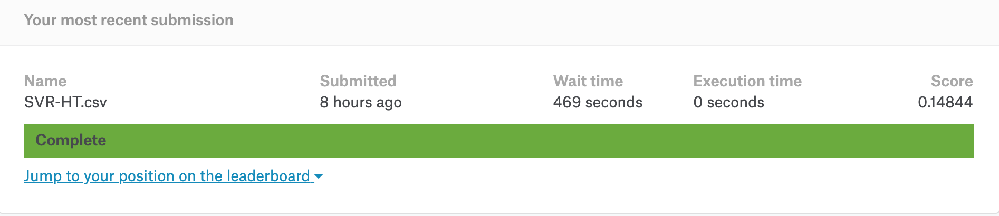 Your most recent submission
Name Submitted Wait time Execution time Score
SVR-HT.csv 8 hours ago 469 seconds 0 seconds 0.14844
Complete
Jump to your position on the leaderboard